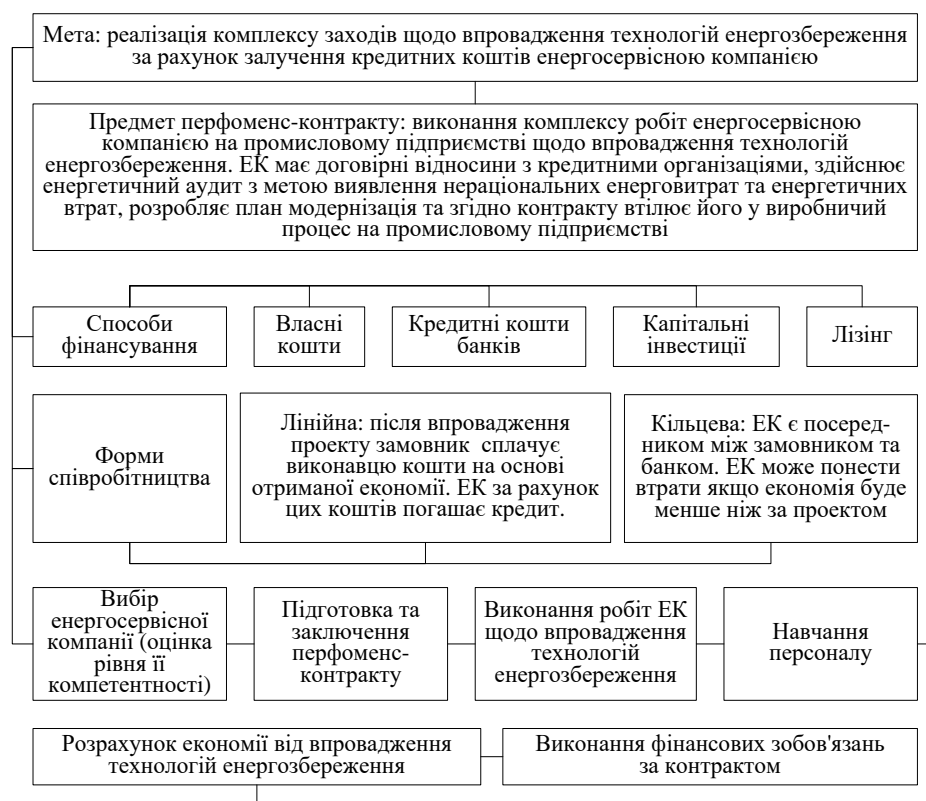 Мета: реалізація комплексу заходів щодо впровадження технологій енергозбереження
за рахунок залучення кредитних коштів енергосервісною компанією
Предмет перфоменс-контракту: виконання комплексу робіт енергосервісною
компанією на промисловому підприємстві щодо впровадження технологій
енергозбереження. ЕК має договірні відносини з кредитними організаціями, здійснює
енергетичний аудит з метою виявлення нераціональних енерговитрат та енергетичних
втрат, розробляє план модернізація та згідно контракту втілює його у виробничий
процес на промисловому підприємстві
Способи
фінансування
Власні
кошти
Кредитні кошти
банків
Капітальні
інвестиції
Лізінг
Форми
співробітництва
Лінійна: після впровадження
проекту замовник сплачує
виконавцю кошти на основі
отриманої економії. ЕК за рахунок
цих коштів погашає кредит.
Кільцева: ЕК є посеред-
ником між замовником та
банком. ЕК може понести
втрати якщо економія буде
менше ніж за проектом
Вибір
енергосервісної
компанії (оцінка
рівня її
компетентності)
Підготовка та
заключення
перфоменс-
контракту
Виконання робіт ЕК
щодо впровадження
технологій
енергозбереження
Навчання
персоналу
Розрахунок економії від впровадження
технологій енергозбереження
Виконання фінансових зобов'язань
за контрактом